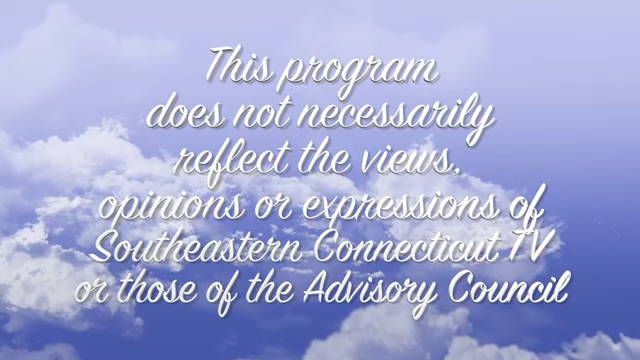 This program
does not necessarily
reflect the views,
opinions or expressions of
Southeastern Connecticut TV
or those of the Advisory Council